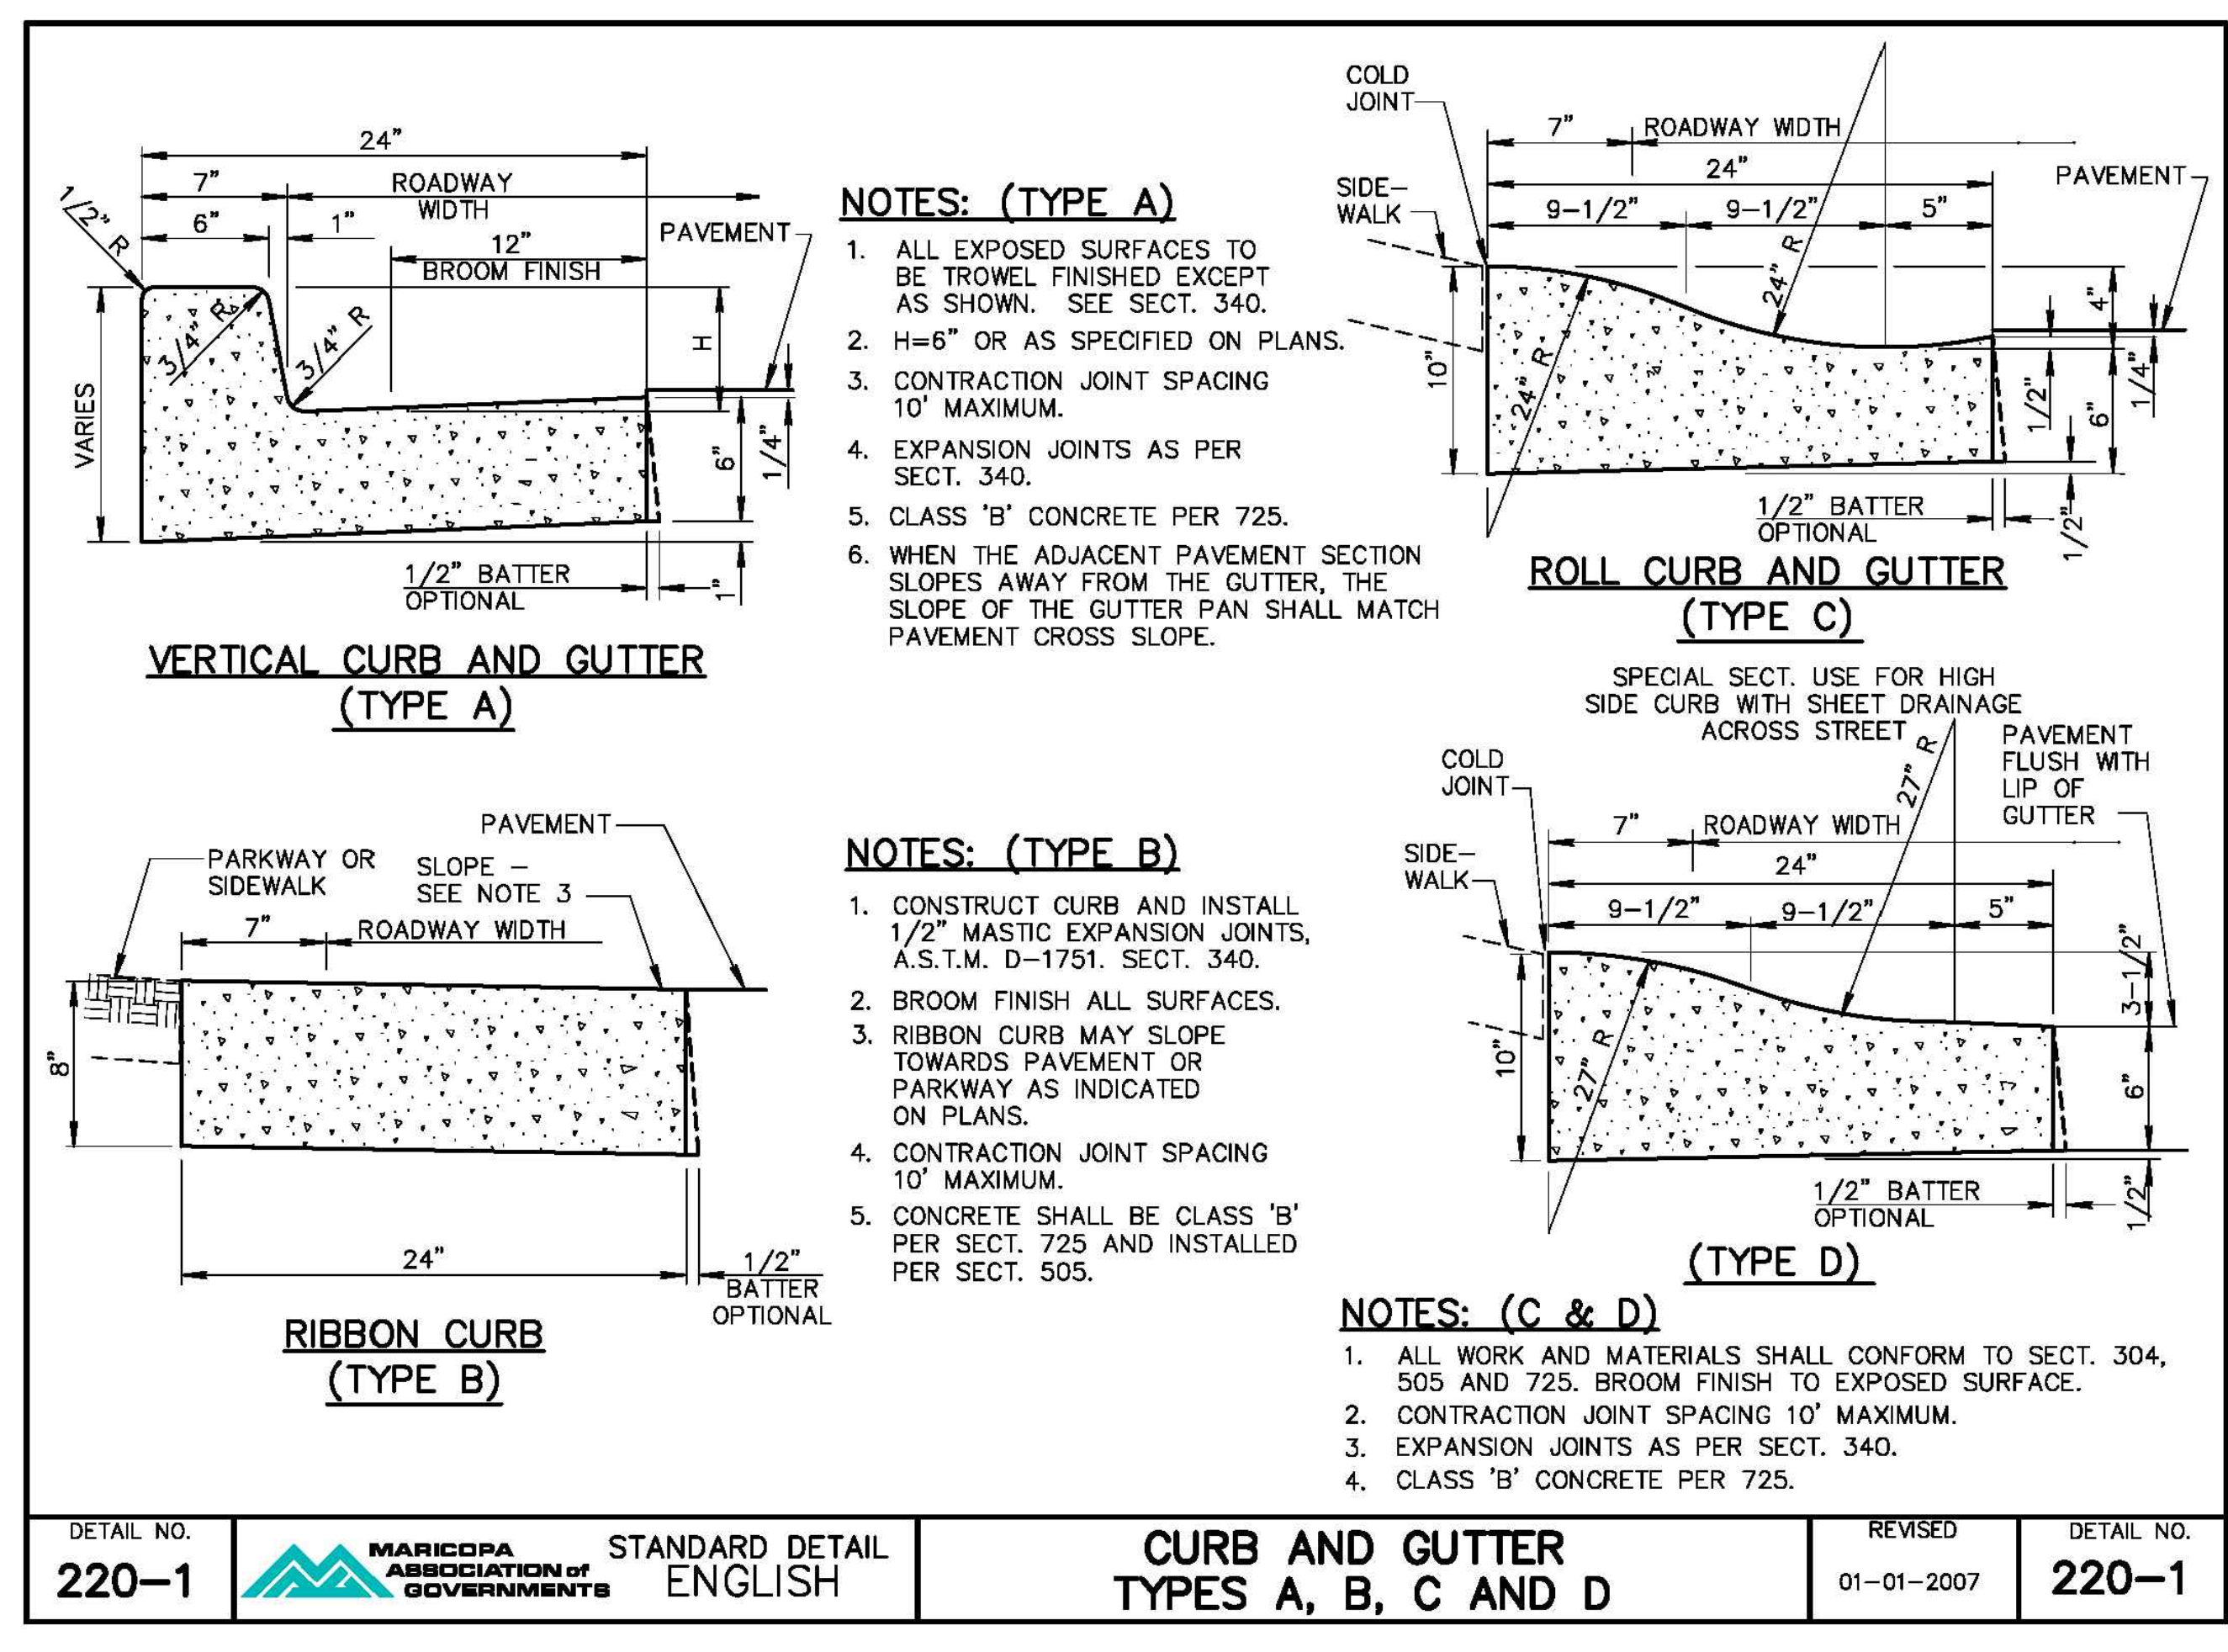 24"
7"
ROADWAY
WIDTH
6"
1"
12"
BROOM FINISH
1/2" R
3/4" R
3/4" R
H
PAVEMENT
VARIES
6"
1/4"
1/2" BATTER
OPTIONAL
1"
VERTICAL CURB AND GUTTER
(TYPE A)
NOTES: (TYPE A)
1. ALL EXPOSED SURFACES TO
BE TROWEL FINISHED EXCEPT
AS SHOWN. SEE SECT. 340.
2. H=6" OR AS SPECIFIED ON PLANS.
3. CONTRACTION JOINT SPACING
10' MAXIMUM.
4. EXPANSION JOINTS AS PER
SECT. 340.
5. CLASS 'B' CONCRETE PER 725.
6. WHEN THE ADJACENT PAVEMENT SECTION
SLOPES AWAY FROM THE GUTTER, THE
SLOPE OF THE GUTTER PAN SHALL MATCH
PAVEMENT CROSS SLOPE.
COLD
JOINT
7"
ROADWAY WIDTH
24"
PAVEMENT
SIDE-
WALK
9-1/2"
9-1/2"
5"
24" R
24" R
10"
4"
1/4"
1/2"
6"
1/2" BATTER
OPTIONAL
1/2"
ROLL CURB AND GUTTER
(TYPE C)
PAVEMENT
PARKWAY OR
SIDEWALK
SLOPE -
SEE NOTE 3
7"
ROADWAY WIDTH
8"
24"
1/2"
BATTER
OPTIONAL
RIBBON CURB
(TYPE B)
NOTES: (TYPE B)
1. CONSTRUCT CURB AND INSTALL
1/2" MASTIC EXPANSION JOINTS,
A.S.T.M. D-1751. SECT. 340.
2. BROOM FINISH ALL SURFACES.
3. RIBBON CURB MAY SLOPE
TOWARDS PAVEMENT OR
PARKWAY AS INDICATED
ON PLANS.
4. CONTRACTION JOINT SPACING
10' MAXIMUM.
5. CONCRETE SHALL BE CLASS 'B'
PER SECT. 725 AND INSTALLED
PER SECT. 505.
SPECIAL SECT. USE FOR HIGH
SIDE CURB WITH SHEET DRAINAGE
ACROSS STREET
COLD
JOINT
PAVEMENT
FLUSH WITH
LIP OF
GUTTER
27" R
7"
ROADWAY WIDTH
SIDE-
WALK
24"
9-1/2"
9-1/2"
5"
3-1/2"
27" R
10"
6"
1/2" BATTER
OPTIONAL
1/2"
(TYPE D)
NOTES: (C & D)
1. ALL WORK AND MATERIALS SHALL CONFORM TO SECT. 304,
505 AND 725. BROOM FINISH TO EXPOSED SURFACE.
2. CONTRACTION JOINT SPACING 10' MAXIMUM.
3. EXPANSION JOINTS AS PER SECT. 340.
4. CLASS 'B' CONCRETE PER 725.
DETAIL NO.
220-1
MARICOPA
ASSOCIATION of
GOVERNMENTS
STANDARD DETAIL
ENGLISH
CURB AND GUTTER
TYPES A, B, C AND D
REVISED
01-01-2007
DETAIL NO.
220-1